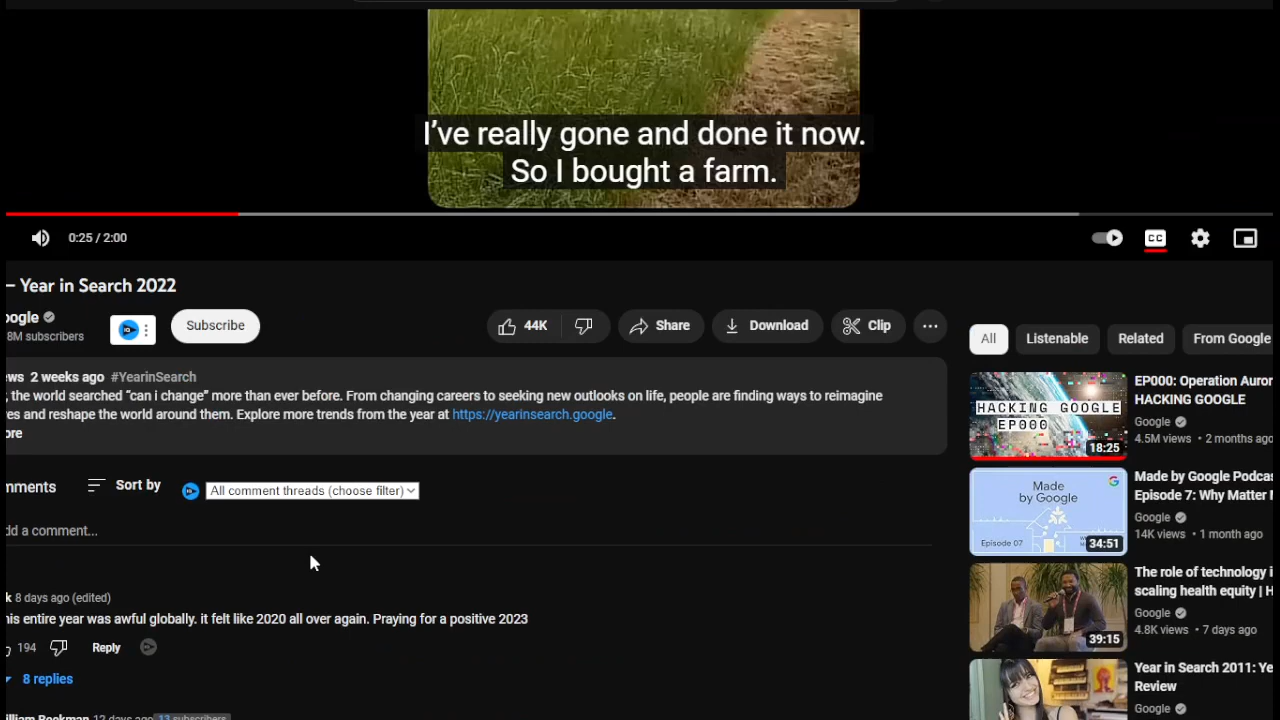 I've really gone and done it now.
So I bought a farm.
0:25 / 2:00
CC
– Year in Search 2022
oogle
8M subscribers
Subscribe
44K
Share
Download
Clip
All
Listenable
Related
From Google
ews 2 weeks ago #YearinSearch
, the world searched “can i change” more than ever before. From changing careers to seeking new outlooks on life, people are finding ways to reimagine
es and reshape the world around them. Explore more trends from the year at https://yearinsearch.google.
ore
mments
Sort by
All comment threads (choose filter)
dd a comment...
k 8 days ago (edited)
his entire year was awful globally. it felt like 2020 all over again. Praying for a positive 2023
194
Reply
8 replies
lliam Bookman 12 days ago 13 subscribers
HACKING GOOGLE
EP000
18:25
EP000: Operation Auror
HACKING GOOGLE
Google
4.5M views • 2 months ago
Made
by Google
Episode 07
34:51
Made by Google Podcas
Episode 7: Why Matter M
Google
14K views • 1 month ago
39:15
The role of technology i
scaling health equity | H
Google
4.8K views • 7 days ago
Year in Search 2011: Ye
Review
Google